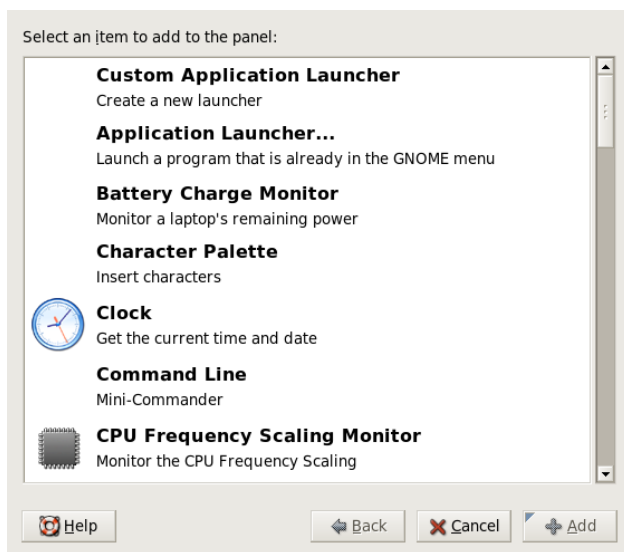 Select an item to add to the panel:
Custom Application Launcher
Create a new launcher
Application Launcher...
Launch a program that is already in the GNOME menu
Battery Charge Monitor
Monitor a laptop's remaining power
Character Palette
Insert characters
Clock
Get the current time and date
Command Line
Mini-Commander
CPU Frequency Scaling Monitor
Monitor the CPU Frequency Scaling
Help
Back
Cancel
Add